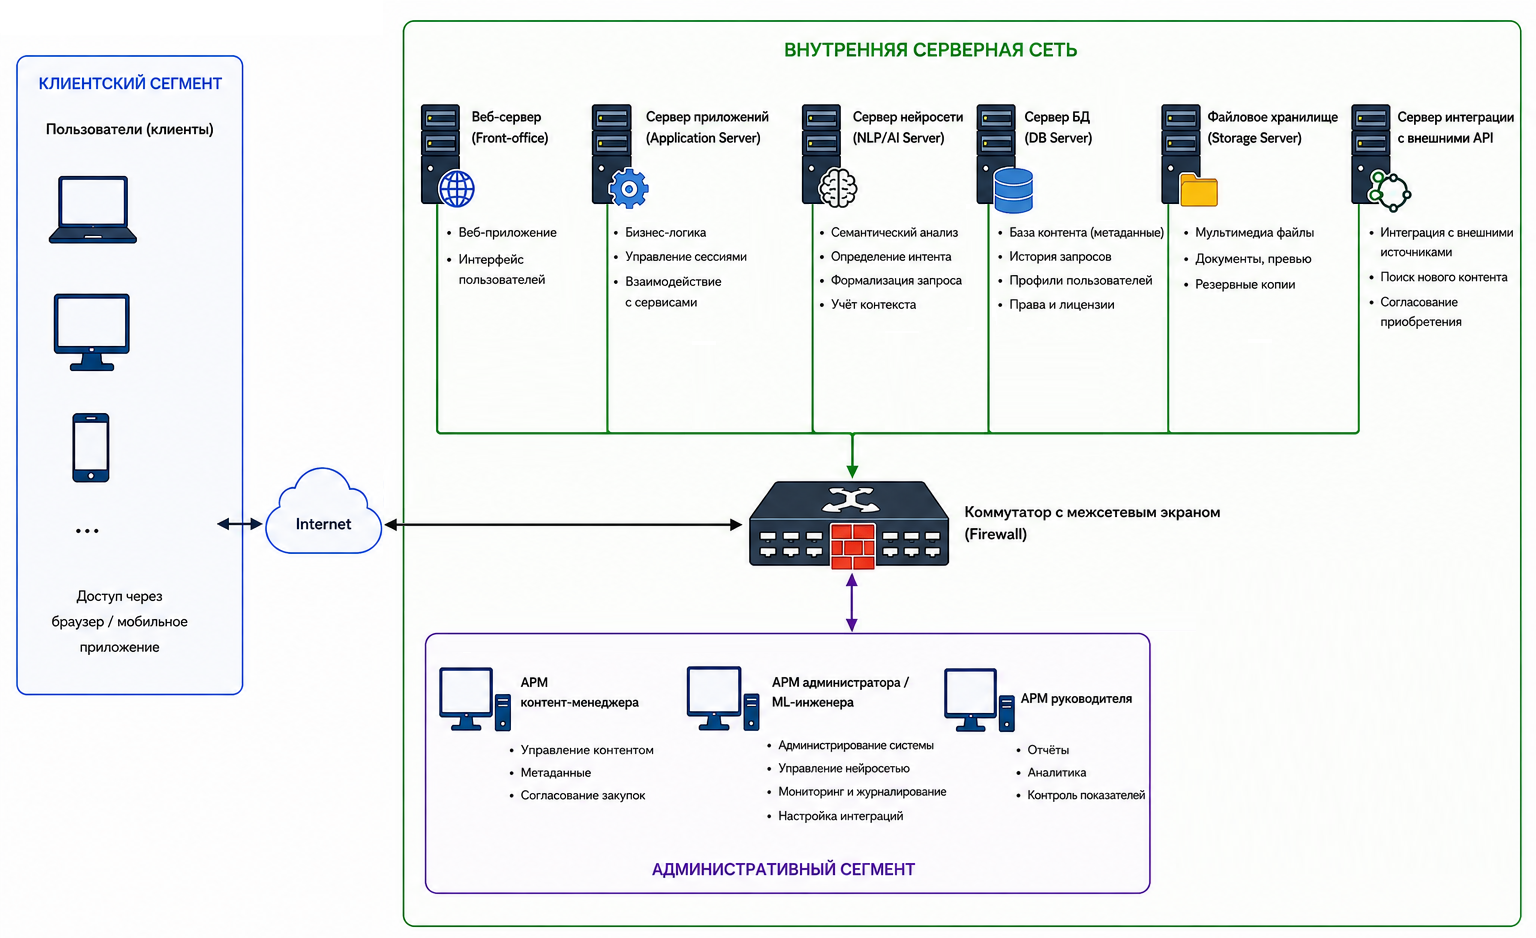 ВНУТРЕННЯЯ СЕРВЕРНАЯ СЕТЬ
КЛИЕНТСКИЙ СЕГМЕНТ
Пользователи (клиенты)
...
Доступ через
браузер / мобильное
приложение
Internet
Веб-сервер
(Front-office)
• Веб-приложение
• Интерфейс
пользователей
Сервер приложений
(Application Server)
• Бизнес-логика
• Управление сессиями
• Взаимодействие
с сервисами
Сервер нейросети
(NLP/AI Server)
• Семантический анализ
• Определение интента
• Формализация запроса
• Учёт контекста
Сервер БД
(DB Server)
• База контента (метаданные)
• История запросов
• Профили пользователей
• Права и лицензии
Файловое хранилище
(Storage Server)
• Мультимедиа файлы
• Документы, превью
• Резервные копии
Сервер интеграции
с внешними API
• Интеграция с внешними
источниками
• Поиск нового контента
• Согласование
приобретения
Коммутатор с межсетевым экраном
(Firewall)
АРМ
контент-менеджера
• Управление контентом
• Метаданные
• Согласование закупок
АРМ администратора /
ML-инженера
• Администрирование системы
• Управление нейросетью
• Мониторинг и журналирование
• Настройка интеграций
АРМ руководителя
• Отчёты
• Аналитика
• Контроль показателей
АДМИНИСТРАТИВНЫЙ СЕГМЕНТ